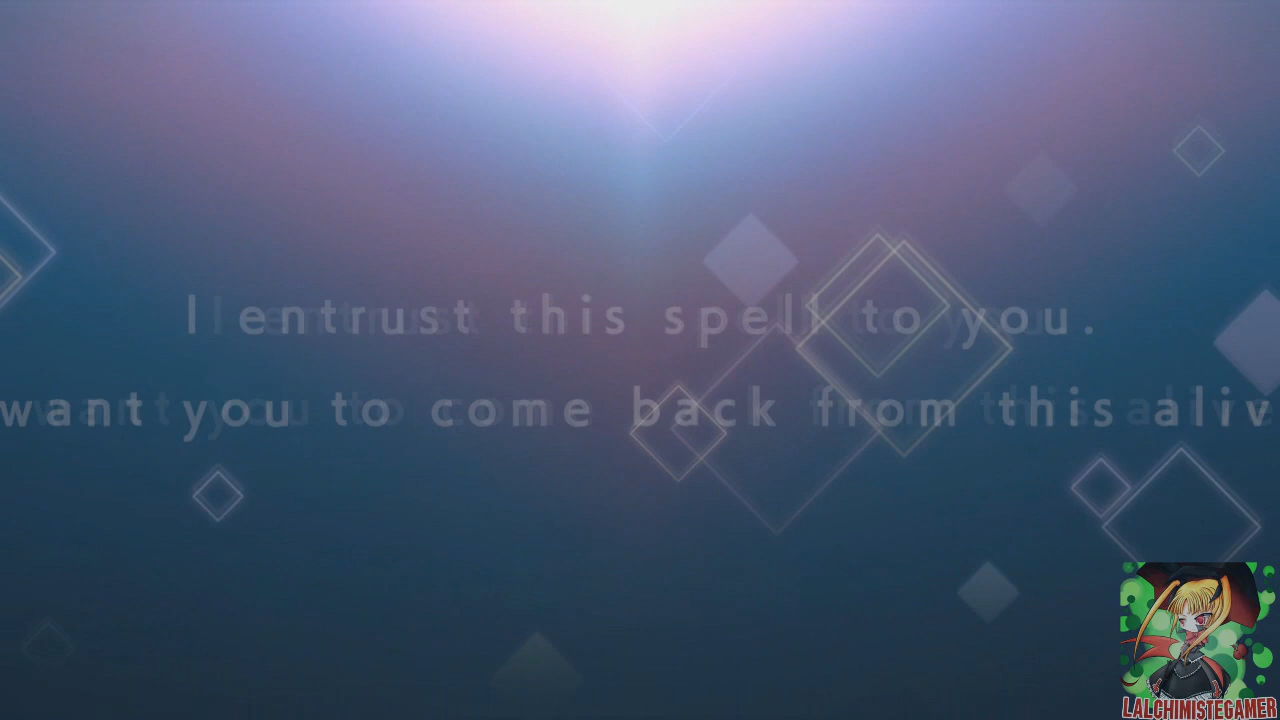 I entrust this spell to you.
want you to come back from this aliv
LALCHIMISTEGAMER